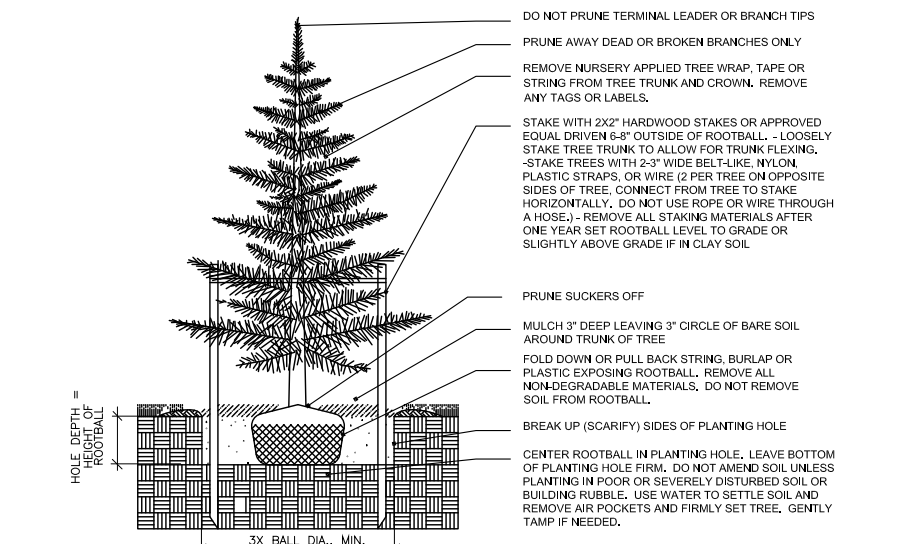 DO NOT PRUNE TERMINAL LEADER OR BRANCH TIPS
PRUNE AWAY DEAD OR BROKEN BRANCHES ONLY
REMOVE NURSERY APPLIED TREE WRAP, TAPE OR
STRING FROM TREE TRUNK AND CROWN. REMOVE
ANY TAGS OR LABELS.
STAKE WITH 2X2" HARDWOOD STAKES OR APPROVED
EQUAL DRIVEN 6-8" OUTSIDE OF ROOTBALL. - LOOSELY
STAKE TREE TRUNK TO ALLOW FOR TRUNK FLEXING.
-STAKE TREES WITH 2-3" WIDE BELT-LIKE, NYLON,
PLASTIC STRAPS, OR WIRE (2 PER TREE ON OPPOSITE
SIDES OF TREE, CONNECT FROM TREE TO STAKE
HORIZONTALLY. DO NOT USE ROPE OR WIRE THROUGH
A HOSE.) - REMOVE ALL STAKING MATERIALS AFTER
ONE YEAR SET ROOTBALL LEVEL TO GRADE OR
SLIGHTLY ABOVE GRADE IF IN CLAY SOIL
PRUNE SUCKERS OFF
MULCH 3" DEEP LEAVING 3" CIRCLE OF BARE SOIL
AROUND TRUNK OF TREE
FOLD DOWN OR PULL BACK STRING, BURLAP OR
PLASTIC EXPOSING ROOTBALL. REMOVE ALL
NON-DEGRADABLE MATERIALS. DO NOT REMOVE
SOIL FROM ROOTBALL.
BREAK UP (SCARIFY) SIDES OF PLANTING HOLE
CENTER ROOTBALL IN PLANTING HOLE. LEAVE BOTTOM
OF PLANTING HOLE FIRM. DO NOT AMEND SOIL UNLESS
PLANTING IN POOR OR SEVERELY DISTURBED SOIL OR
BUILDING RUBBLE. USE WATER TO SETTLE SOIL AND
REMOVE AIR POCKETS AND FIRMLY SET TREE. GENTLY
TAMP IF NEEDED.
HOLE DEPTH =
HEIGHT OF
ROOTBALL
3X BALL DIA., MIN.